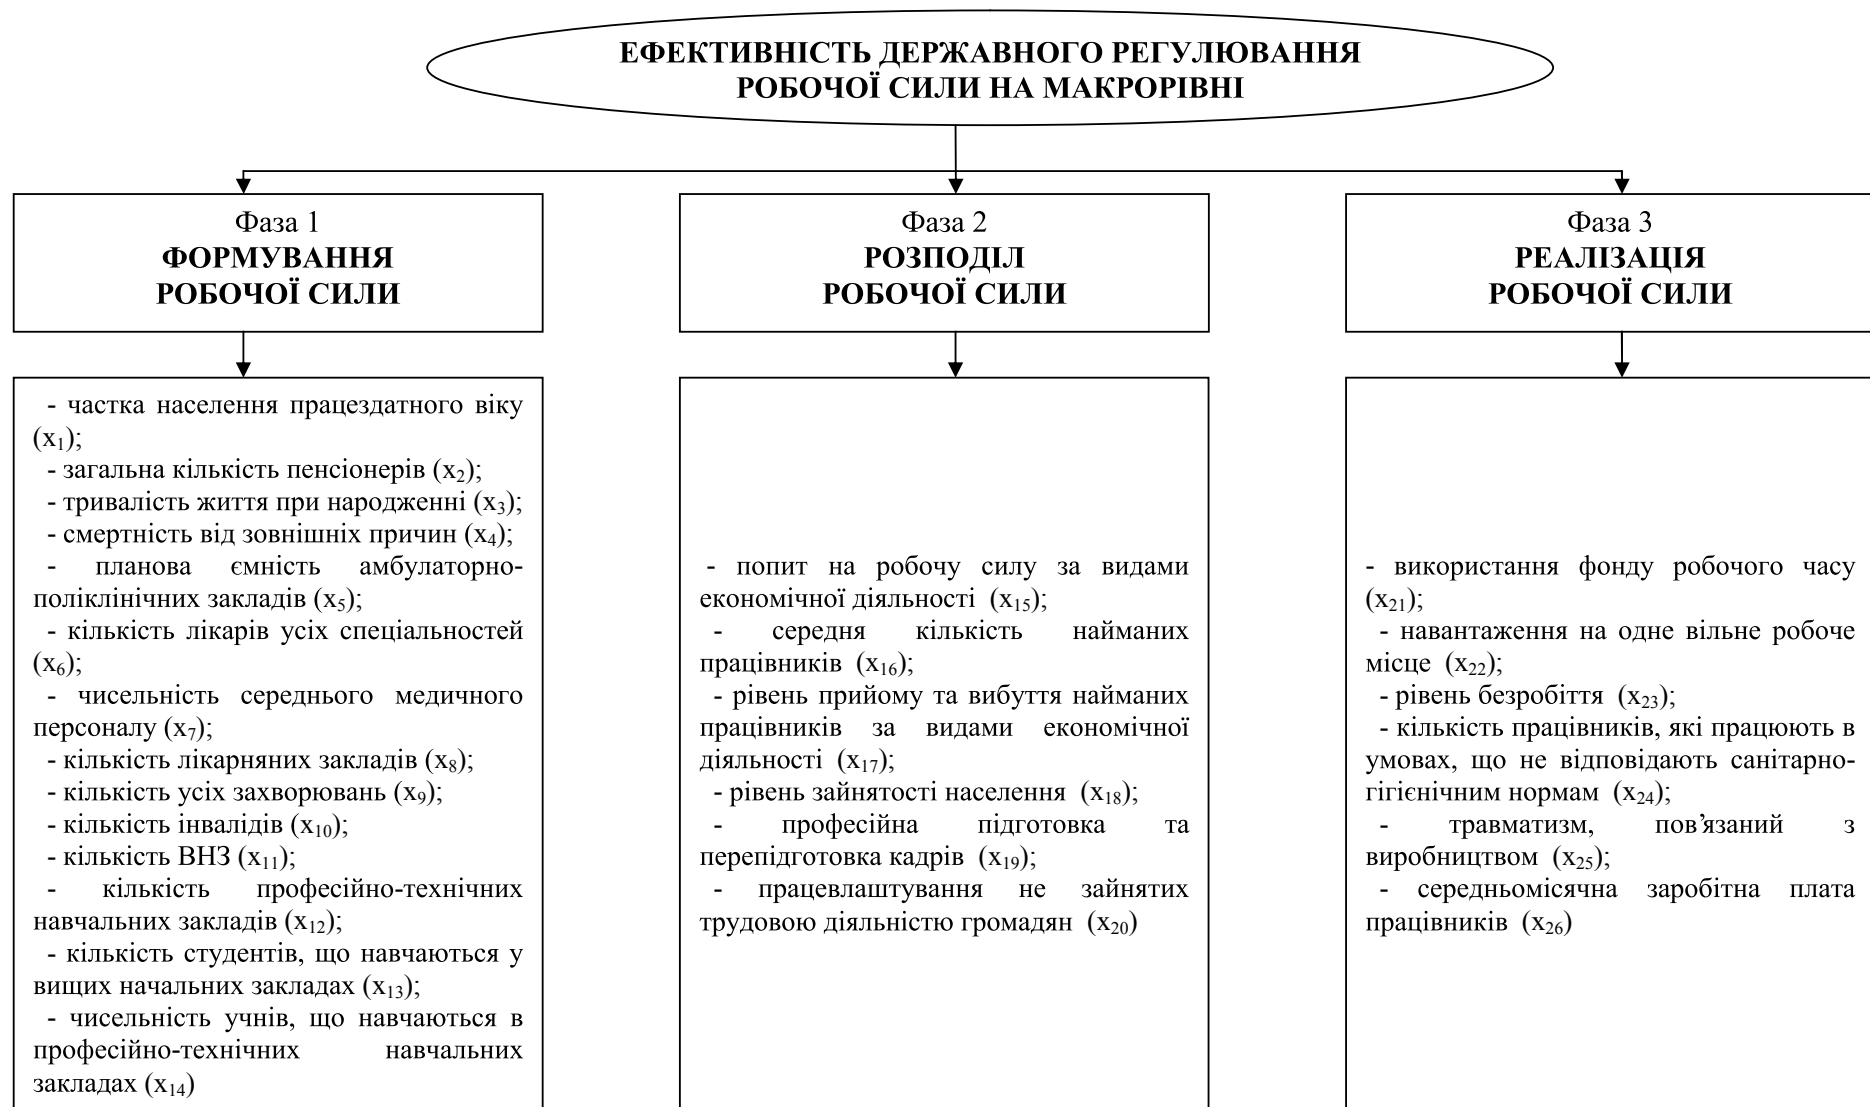 ЕФЕКТИВНІСТЬ ДЕРЖАВНОГО РЕГУЛЮВАННЯ
РОБОЧОЇ СИЛИ НА МАКРОРІВНІ
Фаза 1
ФОРМУВАННЯ
РОБОЧОЇ СИЛИ
Фаза 2
РОЗПОДІЛ
РОБОЧОЇ СИЛИ
Фаза 3
РЕАЛІЗАЦІЯ
РОБОЧОЇ СИЛИ
- частка населення працездатного віку
(x₁);
- загальна кількість пенсіонерів (x₂);
- тривалість життя при народженні (x₃);
- смертність від зовнішніх причин (x₄);
- планова ємність амбулаторно-
поліклінічних закладів (x₅);
- кількість лікарів усіх спеціальностей
(x₆);
- чисельність середнього медичного
персоналу (x₇);
- кількість лікарняних закладів (x₈);
- кількість усіх захворювань (x₉);
- кількість інвалідів (x₁₀);
- кількість ВНЗ (x₁₁);
- кількість професійно-технічних
навчальних закладів (x₁₂);
- кількість студентів, що навчаються у
вищих начальних закладах (x₁₃);
- чисельність учнів, що навчаються в
професійно-технічних навчальних
закладах (x₁₄)
- попит на робочу силу за видами
економічної діяльності (x₁₅);
- середня кількість найманих
працівників (x₁₆);
- рівень прийому та вибуття найманих
працівників за видами економічної
діяльності (x₁₇);
- рівень зайнятості населення (x₁₈);
- професійна підготовка та
перепідготовка кадрів (x₁₉);
- працевлаштування не зайнятих
трудовою діяльністю громадян (x₂₀)
- використання фонду робочого часу
(x₂₁);
- навантаження на одне вільне робоче
місце (x₂₂);
- рівень безробіття (x₂₃);
- кількість працівників, які працюють в
умовах, що не відповідають санітарно-
гігієнічним нормам (x₂₄);
- травматизм, пов’язаний з
виробництвом (x₂₅);
- середньомісячна заробітна плата
працівників (x₂₆)